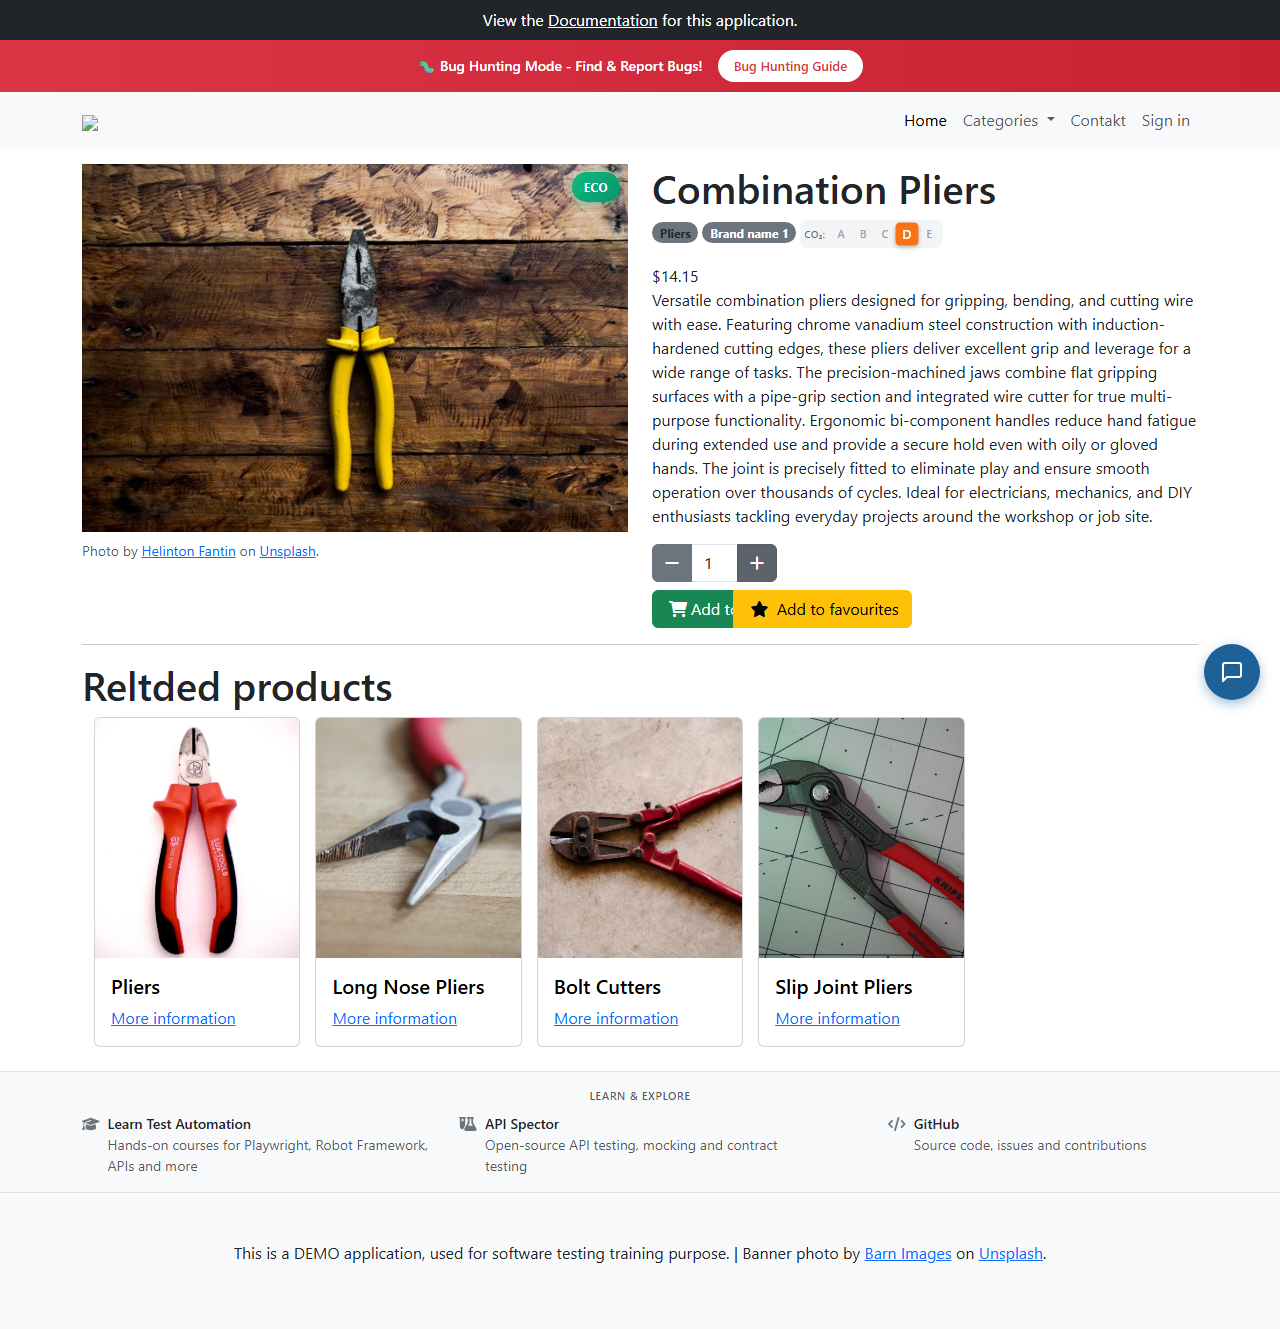 View the Documentation for this application.
Bug Hunting Mode - Find & Report Bugs! Bug Hunting Guide
Home Categories Contakt Sign in
ECO
Combination Pliers
Pliers Brand name 1 CO₂: A B C D E
$14.15
Versatile combination pliers designed for gripping, bending, and cutting wire
with ease. Featuring chrome vanadium steel construction with induction-
hardened cutting edges, these pliers deliver excellent grip and leverage for a
wide range of tasks. The precision-machined jaws combine flat gripping
surfaces with a pipe-grip section and integrated wire cutter for true multi-
purpose functionality. Ergonomic bi-component handles reduce hand fatigue
during extended use and provide a secure hold even with oily or gloved
hands. The joint is precisely fitted to eliminate play and ensure smooth
operation over thousands of cycles. Ideal for electricians, mechanics, and DIY
enthusiasts tackling everyday projects around the workshop or job site.
Photo by Helinton Fantin on Unsplash.
1
Add to Add to favourites
Reltded products
LUX-TOOLS
KNIPEX
Pliers
More information
Long Nose Pliers
More information
Bolt Cutters
More information
Slip Joint Pliers
More information
LEARN & EXPLORE
Learn Test Automation
Hands-on courses for Playwright, Robot Framework,
APIs and more
API Spector
Open-source API testing, mocking and contract
testing
GitHub
Source code, issues and contributions
This is a DEMO application, used for software testing training purpose. | Banner photo by Barn Images on Unsplash.